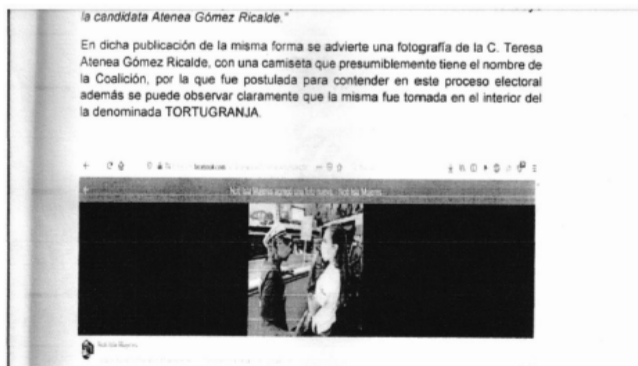 la candidata Atenea Gómez Ricalde."
En dicha publicación de la misma forma se advierte una fotografía de la C. Teresa
Atenea Gómez Ricalde, con una camiseta que presumiblemente tiene el nombre de
la Coalición, por la que fue postulada para contender en este proceso electoral
además se puede observar claramente que la misma fue tomada en el interior del
la denominada TORTUGRANJA.
facebook.com